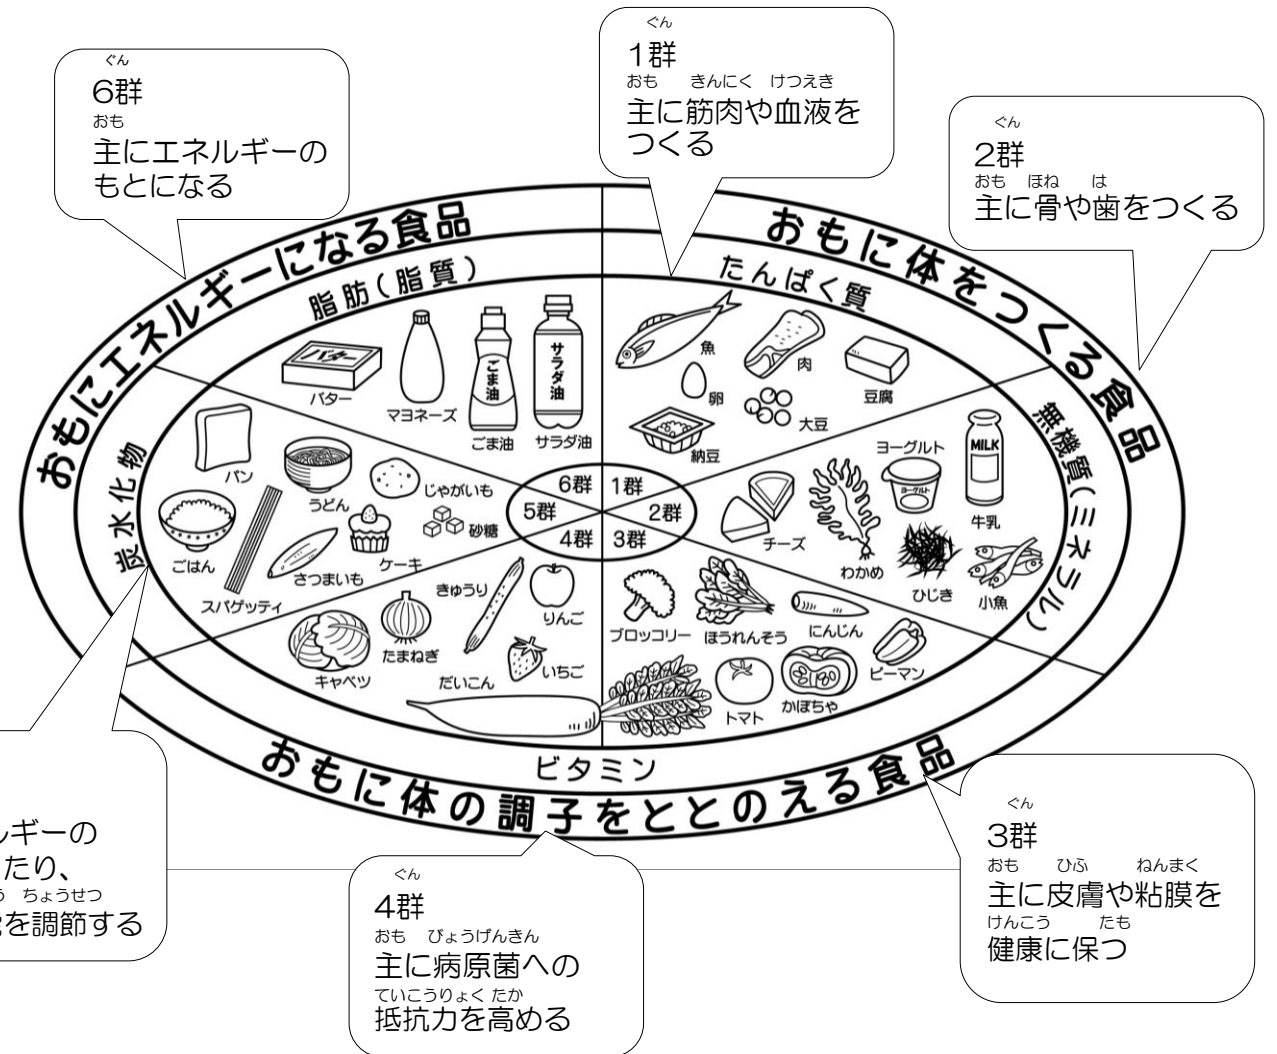 ぐん
6群
おも
主にエネルギーの
もとになる
ぐん
1群
おも きんにく けつえき
主に筋肉や血液を
つくる
ぐん
2群
おも ほね は
主に骨や歯をつくる
おもにエネルギーになる食品
おもに体をつくる食品
脂肪(脂質)
たんぱく質
無機質(ミネラル)
炭水化物
バター
バター
マヨネーズ
ごま油
ごま油
サラダ油
サラダ油
魚
肉
豆腐
卵
大豆
納豆
パン
うどん
じゃがいも
ごはん
スパゲッティ
さつまいも
ケーキ
砂糖
6群
1群
5群
2群
4群
3群
ヨーグルト
ヨーグルト
MILK
牛乳
チーズ
わかめ
ひじき
小魚
きゅうり
りんご
たまねぎ
キャベツ
だいこん
いちご
ブロッコリー
ほうれんそう
にんじん
ピーマン
トマト
かぼちゃ
ビタミン
おもに体の調子をととのえる食品
ルギーの
たり、
ちょうせつ
を調節する
ぐん
4群
おも びょうげんきん
主に病原菌への
ていこうりょく たか
抵抗力を高める
ぐん
3群
おも ひふ ねんまく
主に皮膚や粘膜を
けんこう たも
健康に保つ